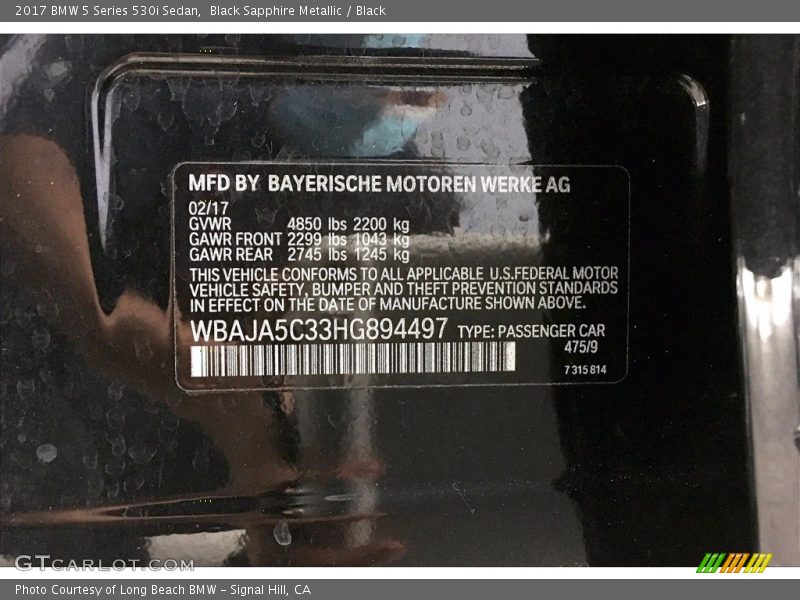 2017 BMW 5 Series 530i Sedan,  Black Sapphire Metallic / Black
MFD BY BAYERISCHE MOTOREN WERKE AG
02/17
GVWR 4850 lbs 2200 kg
GAWR FRONT 2299 lbs 1043 kg
GAWR REAR 2745 lbs 1245 kg
THIS VEHICLE CONFORMS TO ALL APPLICABLE U.S.FEDERAL MOTOR
VEHICLE SAFETY, BUMPER AND THEFT PREVENTION STANDARDS
IN EFFECT ON THE DATE OF MANUFACTURE SHOWN ABOVE.
WBAJA5C33HG894497 TYPE: PASSENGER CAR
475/9
7 315 814
GTCARLOT.COM
Photo Courtesy of Long Beach BMW – Signal Hill, CA